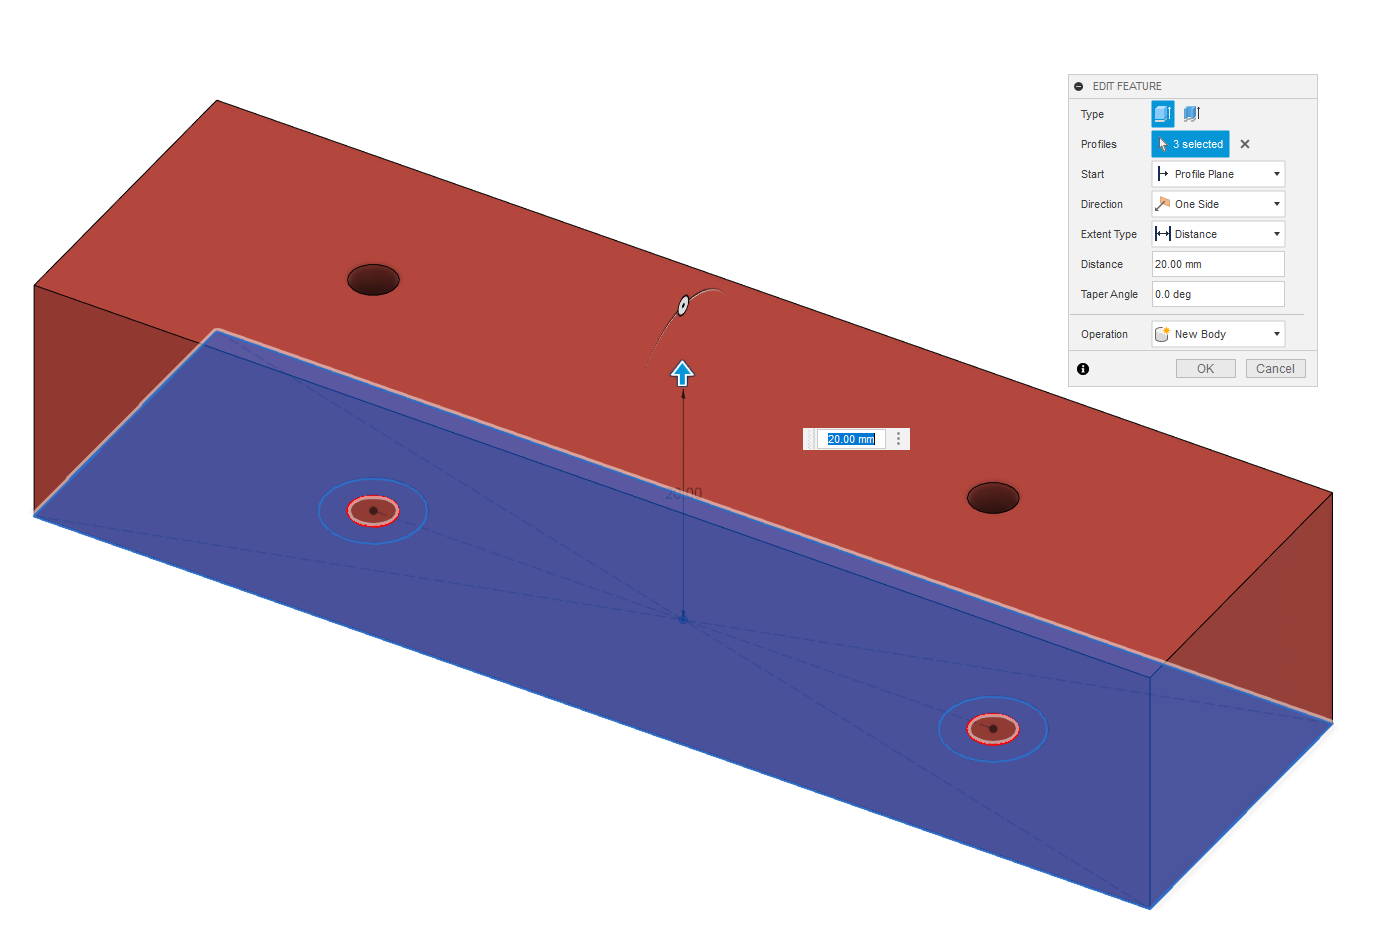 EDIT FEATURE
Type
Profiles 3 selected
Start Profile Plane
Direction One Side
Extent Type Distance
Distance 20.00 mm
Taper Angle 0.0 deg
Operation New Body
OK Cancel
20.00 mm
20.00